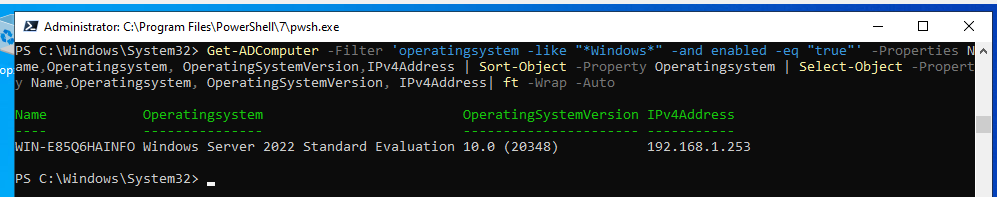 Administrator: C:\Program Files\PowerShell\7\pwsh.exe
PS C:\Windows\System32> Get-ADComputer -Filter 'operatingsystem -like "*Windows*" -and enabled -eq "true"' -Properties N
ame,Operatingsystem, OperatingSystemVersion,IPv4Address | Sort-Object -Property Operatingsystem | Select-Object -Propert
y Name,Operatingsystem, OperatingSystemVersion, IPv4Address| ft -Wrap -Auto
Name Operatingsystem OperatingSystemVersion IPv4Address
---- --------------- ---------------------- -----------
WIN-E85Q6HAINFO Windows Server 2022 Standard Evaluation 10.0 (20348) 192.168.1.253
PS C:\Windows\System32>